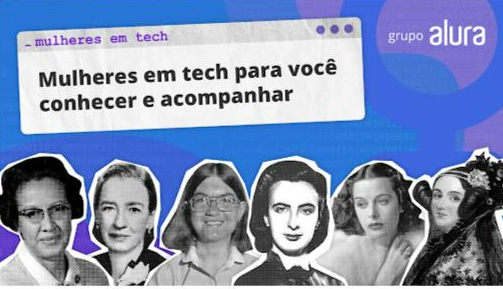 _mulheres em tech
Mulheres em tech para você
conhecer e acompanhar
grupo alura